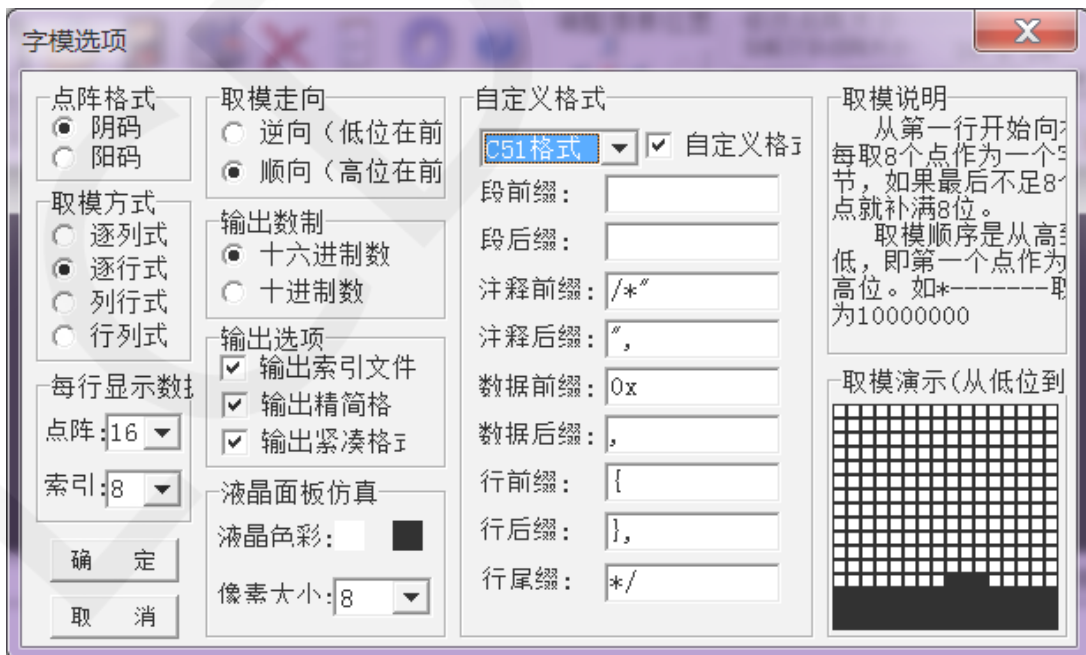 字模选项
点阵格式
阴码
阳码
取模方式
逐列式
逐行式
列行式
行列式
每行显示数据
点阵:16
索引:8
确 定
取 消
取模走向
逆向（低位在前
顺向（高位在前
输出数制
十六进制数
十进制数
输出选项
输出索引文件
输出精简格
输出紧凑格式
液晶面板仿真
液晶色彩:
像素大小:8
自定义格式
C51格式
自定义格式
段前缀:
段后缀:
注释前缀: /*"
注释后缀: ",
数据前缀: 0x
数据后缀: ,
行前缀: {
行后缀: },
行尾缀: */
取模说明
从第一行开始向
每取8个点作为一个字
节，如果最后不足8个
点就补满8位。
取模顺序是从高到
低，即第一个点作为
高位。如*-------取
为10000000
取模演示(从低位到